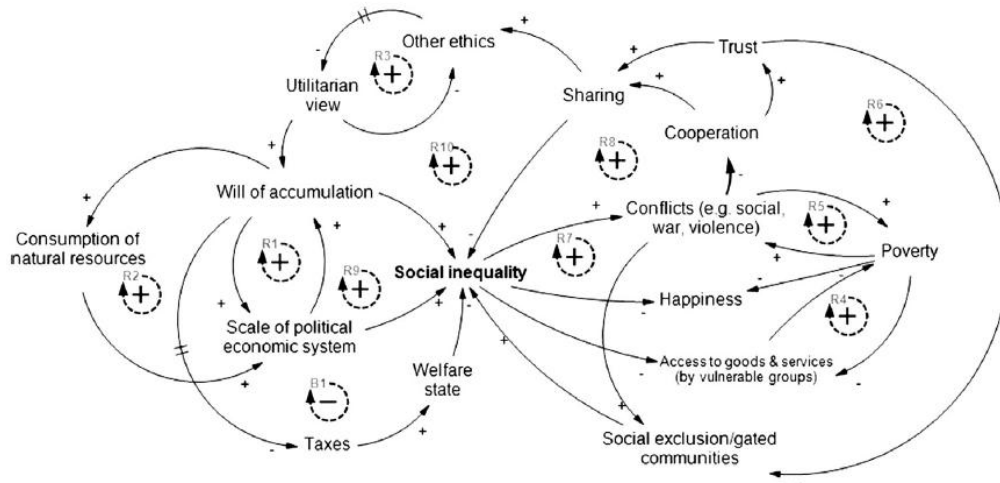 Other ethics
Trust
R3
Utilitarian
view
Sharing
R6
Cooperation
R10
R8
Will of accumulation
Conflicts (e.g. social,
war, violence)
R5
Consumption of
natural resources
R1
R7
Poverty
Social inequality
R2
R9
Happiness
R4
Scale of political
economic system
Welfare
state
Access to goods & services
(by vulnerable groups)
B1
Taxes
Social exclusion/gated
communities